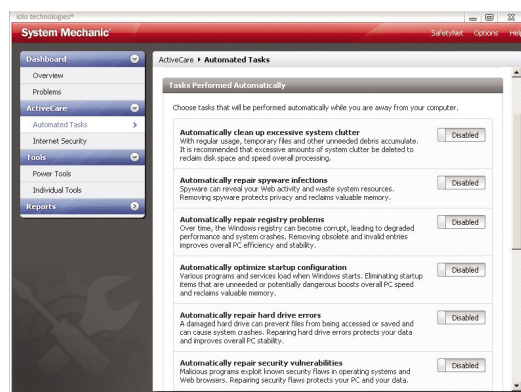 iolo technologies®
System Mechanic
SafetyNet Options Help
Dashboard
Overview
Problems
ActiveCare
Automated Tasks
Internet Security
Tools
Power Tools
Individual Tools
Reports
ActiveCare Automated Tasks
Tasks Performed Automatically
Choose tasks that will be performed automatically while you are away from your computer.
Automatically clean up excessive system clutter
With regular usage, temporary files and other unneeded debris accumulate.
It is recommended that excessive amounts of system clutter be deleted to
reclaim disk space and speed overall processing.
Disabled
Automatically repair spyware infections
Spyware can reveal your Web activity and waste system resources.
Removing spyware protects privacy and reclaims valuable memory.
Disabled
Automatically repair registry problems
Over time, the Windows registry can become corrupt, leading to degraded
performance and system crashes. Removing obsolete and invalid entries
improves overall PC efficiency and stability.
Disabled
Automatically optimize startup configuration
Various programs and services load when Windows starts. Eliminating startup
items that are unneeded or potentially dangerous boosts overall PC speed
and reclaims valuable memory.
Disabled
Automatically repair hard drive errors
A damaged hard drive can prevent files from being accessed or saved and
can cause system crashes. Repairing hard drive errors protects your data
and improves overall PC stability.
Disabled
Automatically repair security vulnerabilities
Malicious programs exploit known security flaws in operating systems and
Web browsers. Repairing security flaws protects your PC and your data.
Disabled